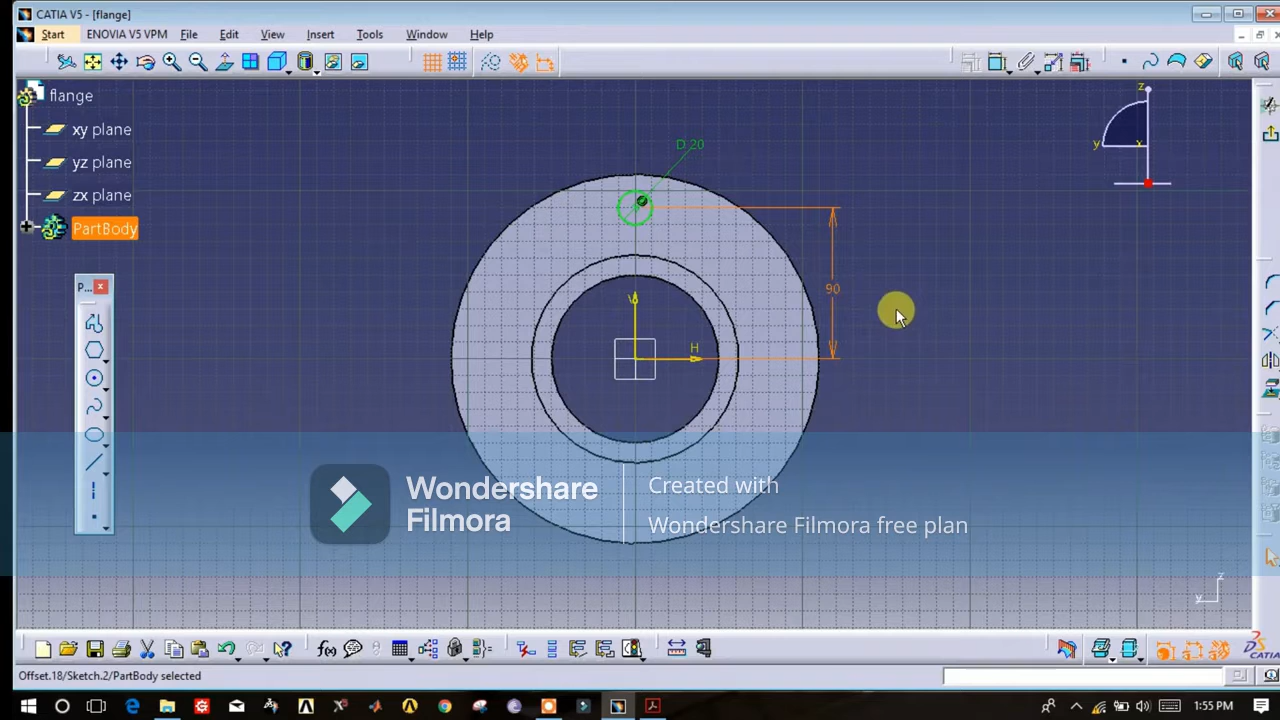 CATIA V5 - [flange]
Start ENOVIA V5 VPM File Edit View Insert Tools Window Help
flange
xy plane
yz plane
zx plane
PartBody
P...
D 20
90
V
H
z
y
x
Wondershare
Filmora
Created with
Wondershare Filmora free plan
z
y
f(x)
CATIA
Offset.18/Sketch.2/PartBody selected
1:55 PM